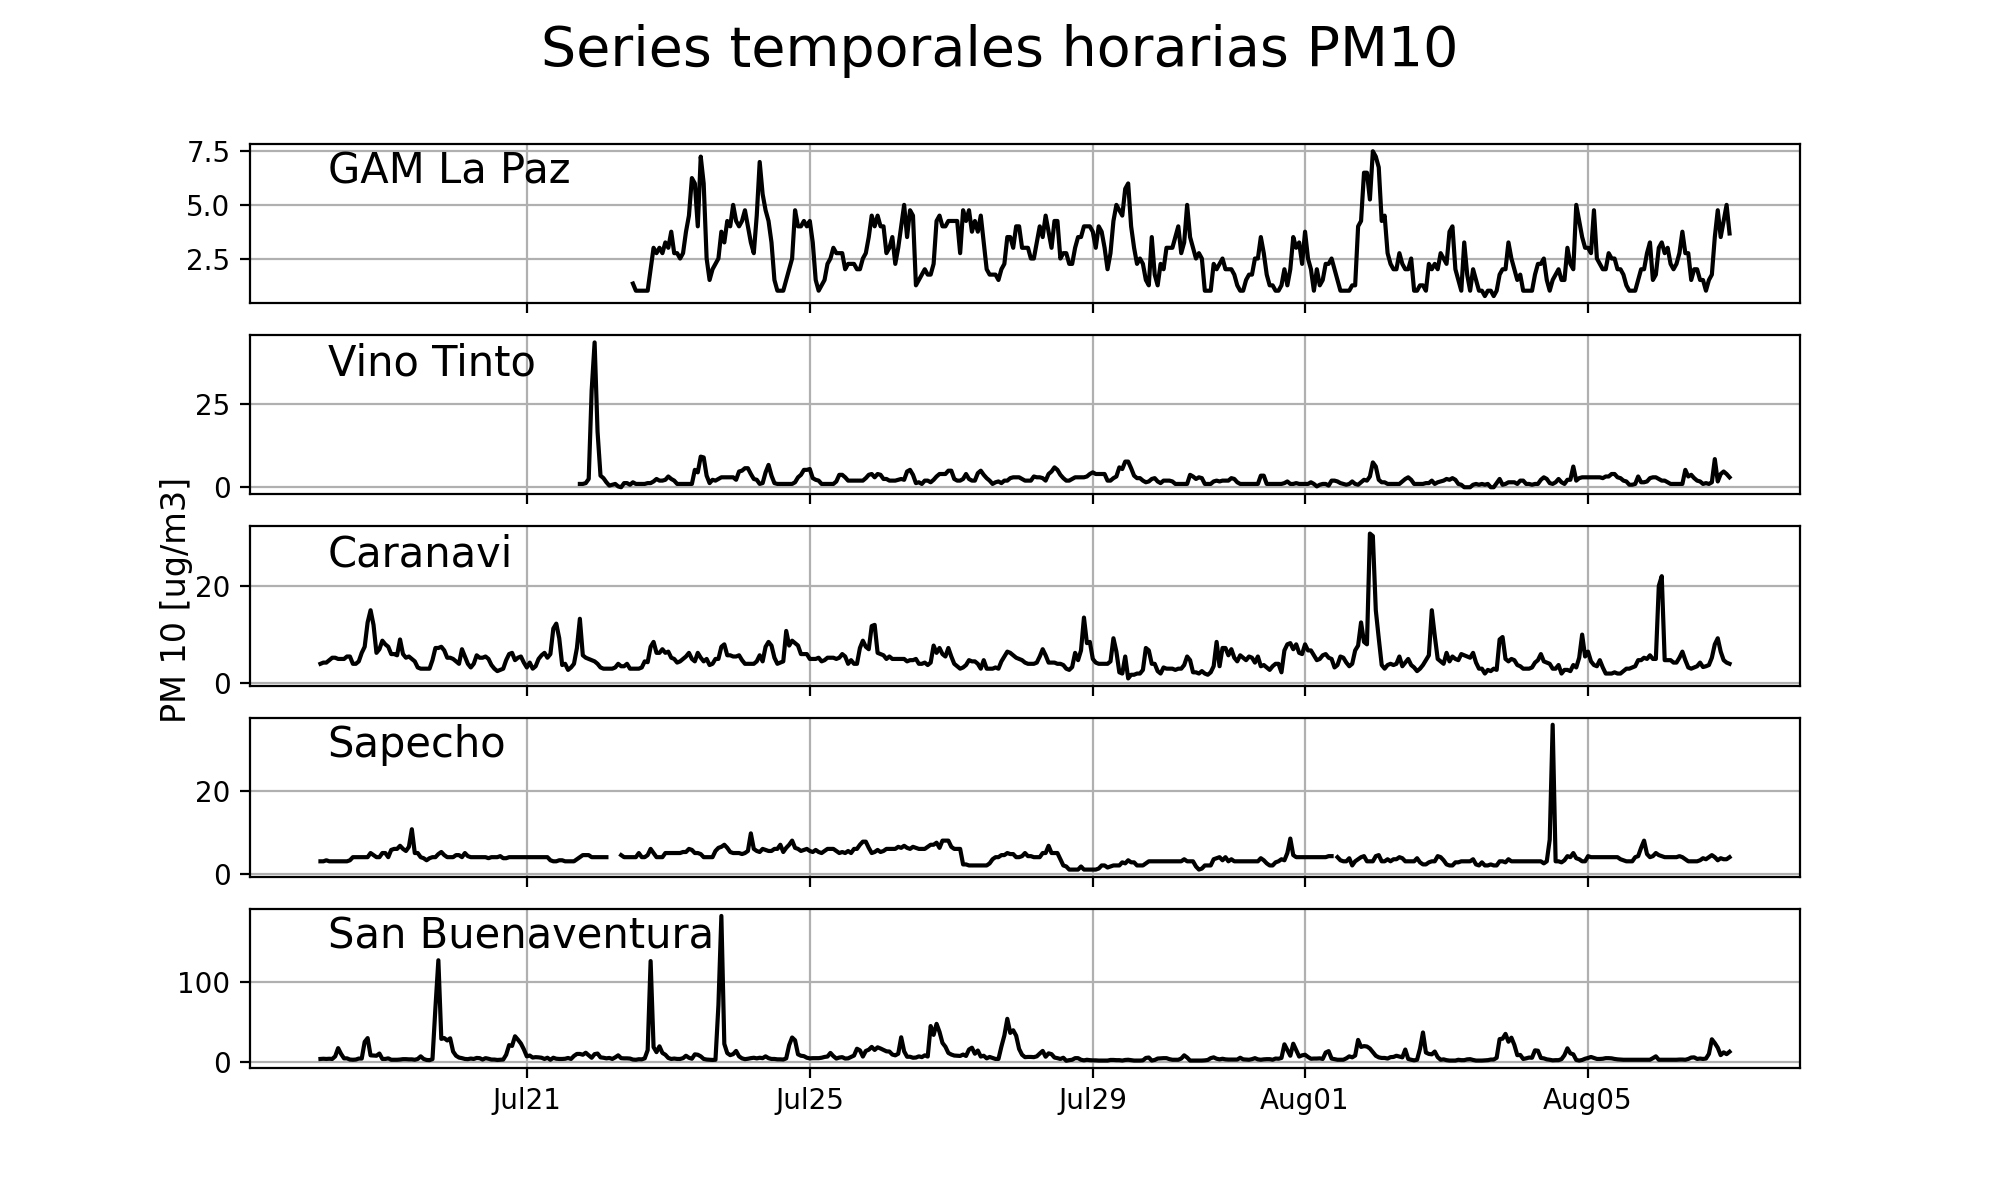 Series temporales horarias PM10
PM 10 [ug/m3]
GAM La Paz
7.5
5.0
2.5
Vino Tinto
25
0
Caranavi
20
0
Sapecho
20
0
San Buenaventura
100
0
Jul21 Jul25 Jul29 Aug01 Aug05